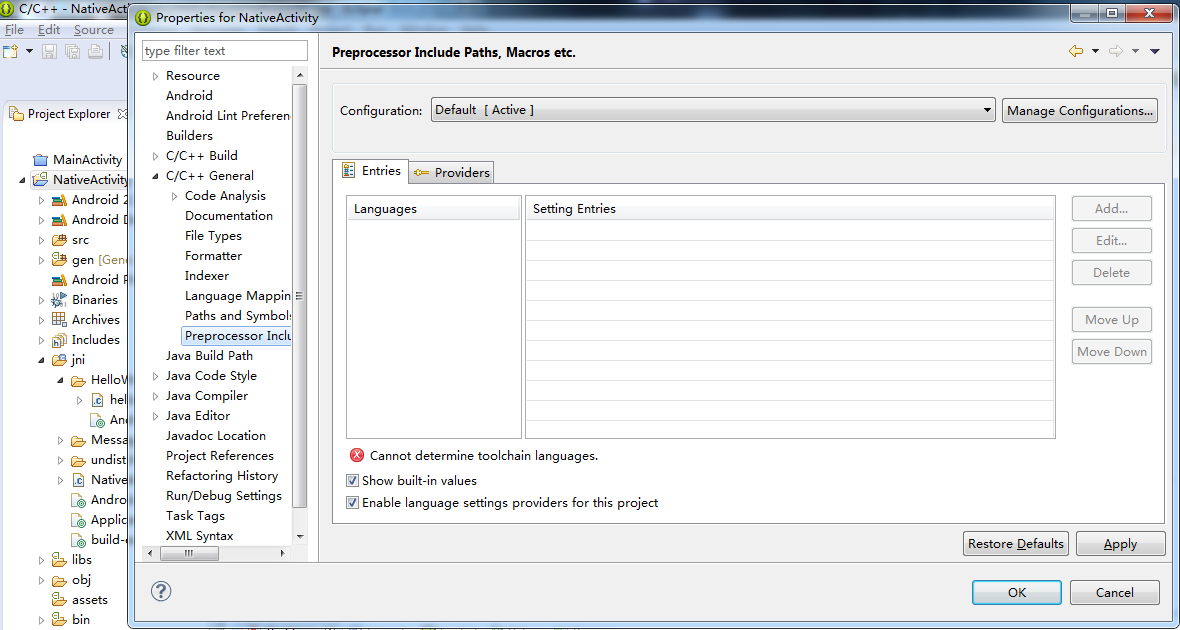 C/C++ - NativeActi
File Edit Source
Project Explorer
MainActivity
NativeActivity
Android 2
Android D
src
gen [Gene
Android P
Binaries
Archives
Includes
jni
HelloW
hel
And
Messa
undist
Native
Andro
Applic
build-
libs
obj
assets
bin
Properties for NativeActivity
type filter text
Resource
Android
Android Lint Preferen
Builders
C/C++ Build
C/C++ General
Code Analysis
Documentation
File Types
Formatter
Indexer
Language Mappin
Paths and Symbols
Preprocessor Inclu
Java Build Path
Java Code Style
Java Compiler
Java Editor
Javadoc Location
Project References
Refactoring History
Run/Debug Settings
Task Tags
XML Syntax
Preprocessor Include Paths, Macros etc.
Configuration: Default [ Active ] Manage Configurations...
Entries Providers
Languages Setting Entries
Add...
Edit...
Delete
Move Up
Move Down
Cannot determine toolchain languages.
Show built-in values
Enable language settings providers for this project
Restore Defaults Apply
OK Cancel